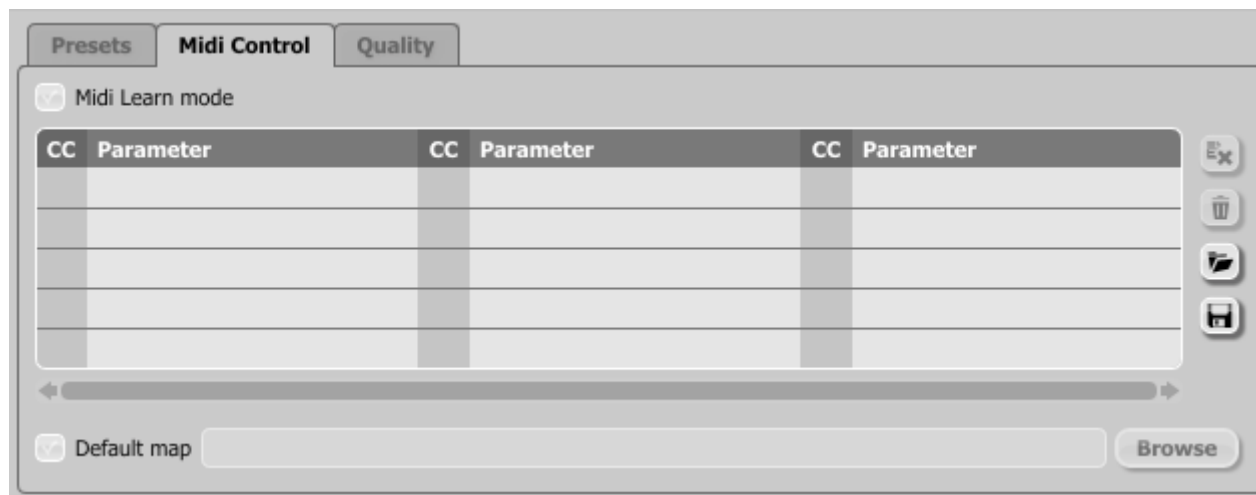 Presets Midi Control Quality
Midi Learn mode
CC Parameter CC Parameter CC Parameter
Default map Browse